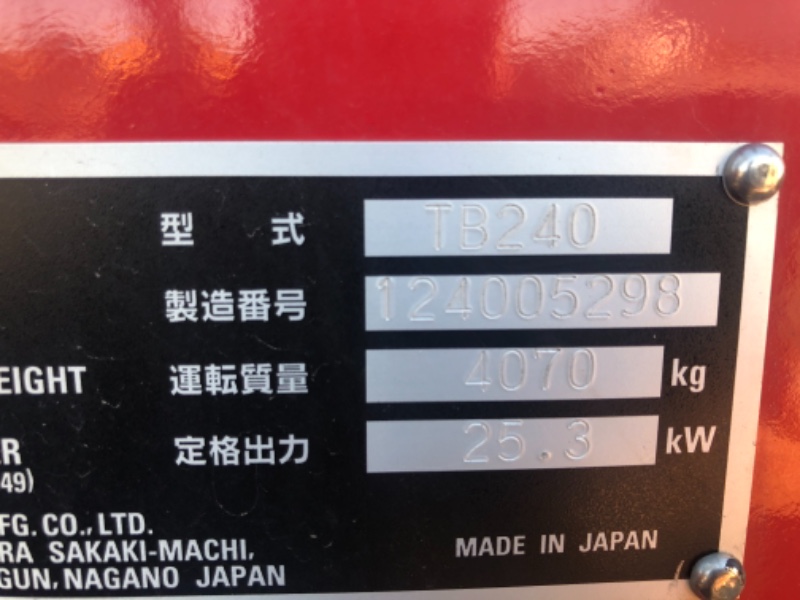 型式 TB240
製造番号 124005298
EIGHT 運転質量 4070 kg
ER 定格出力 25.3 kW
49)
FG. CO., LTD.
RA SAKAKI-MACHI,
GUN, NAGANO JAPAN
MADE IN JAPAN